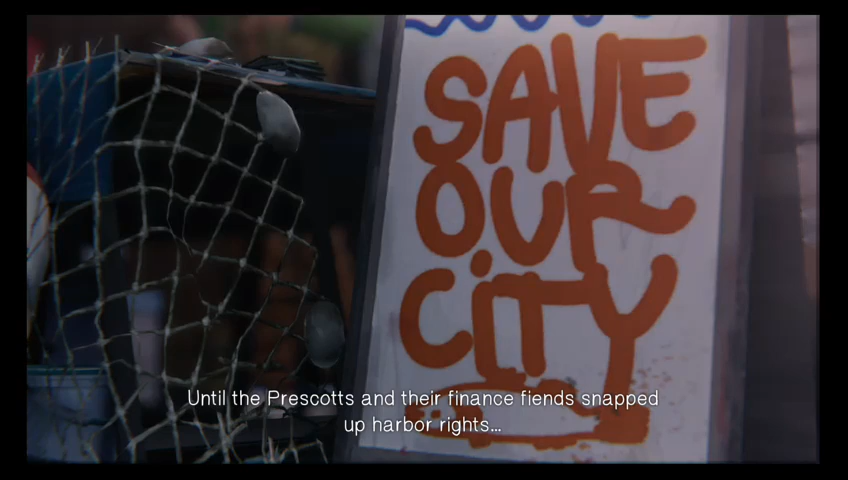 SAVE
OUR
CITY
Until the Prescotts and their finance fiends snapped
up harbor rights...